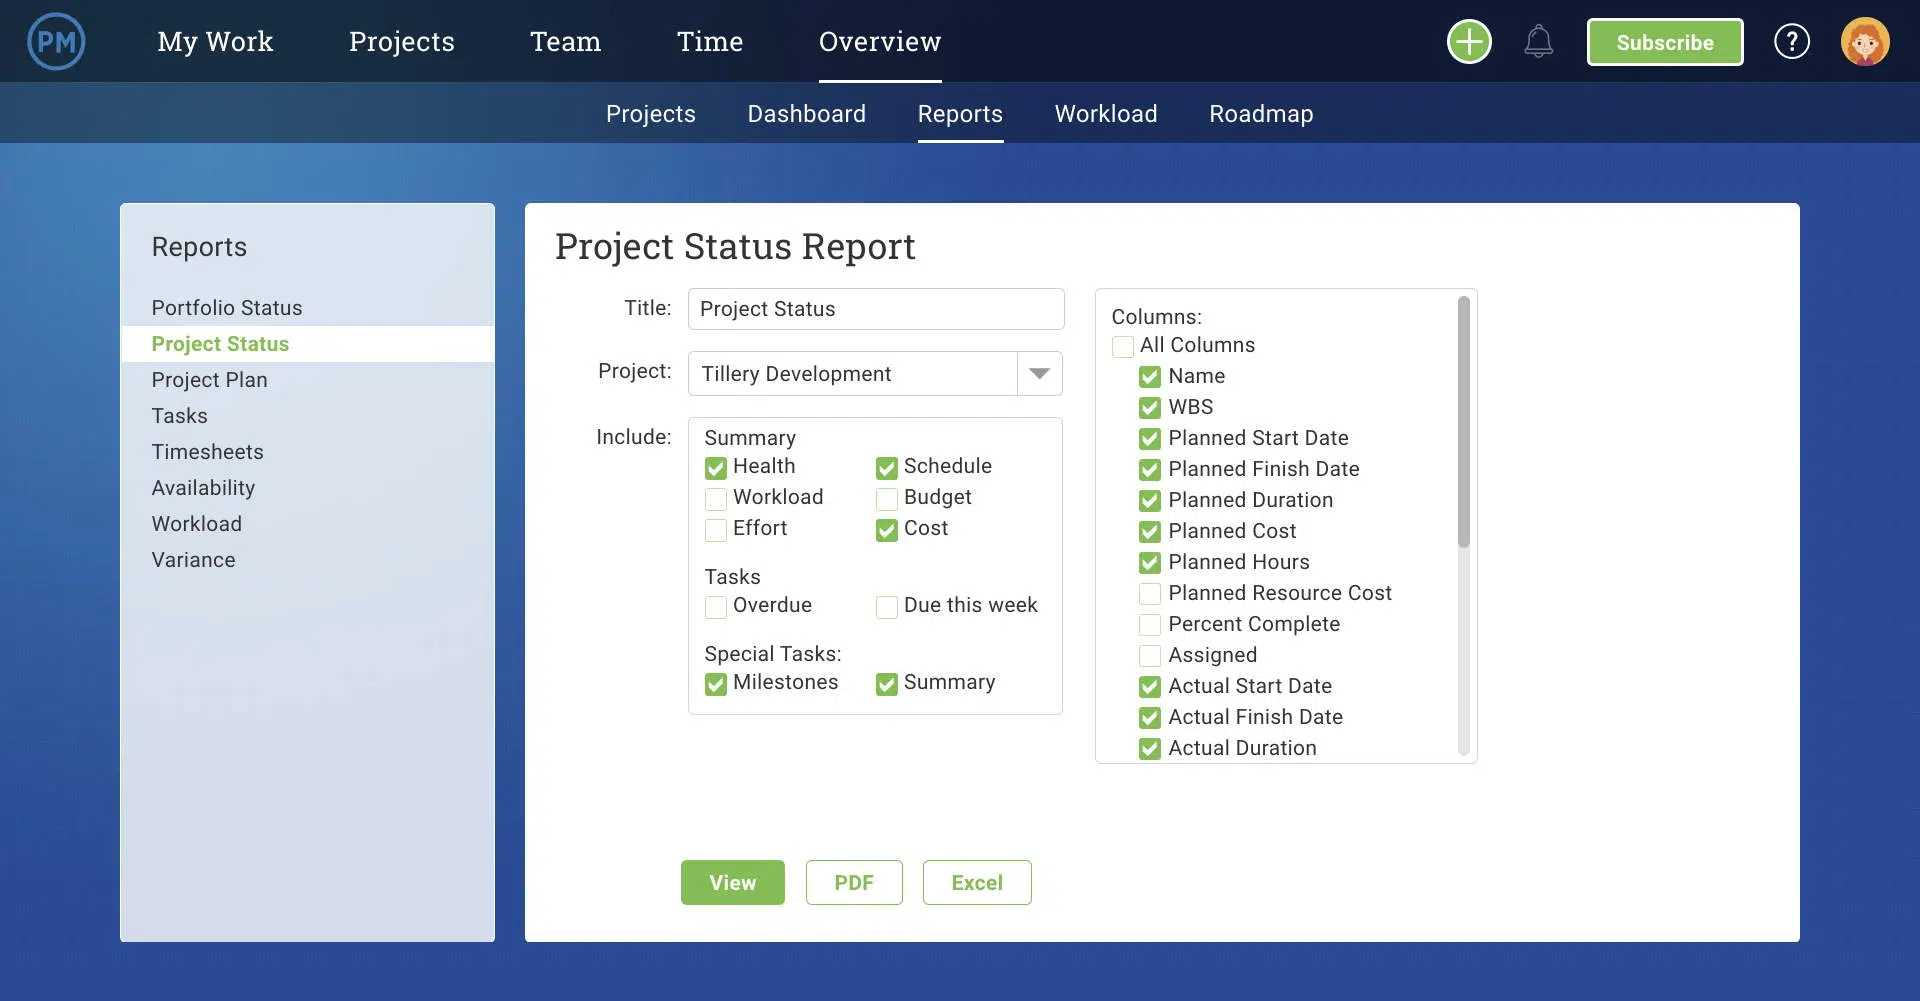 PM
My Work Projects Team Time Overview
Subscribe ?
Projects Dashboard Reports Workload Roadmap
Reports
Portfolio Status
Project Status
Project Plan
Tasks
Timesheets
Availability
Workload
Variance
Project Status Report
Title: Project Status
Project: Tillery Development
Include:
Summary
Health Schedule
Workload Budget
Effort Cost
Tasks
Overdue Due this week
Special Tasks:
Milestones Summary
Columns:
All Columns
Name
WBS
Planned Start Date
Planned Finish Date
Planned Duration
Planned Cost
Planned Hours
Planned Resource Cost
Percent Complete
Assigned
Actual Start Date
Actual Finish Date
Actual Duration
View PDF Excel